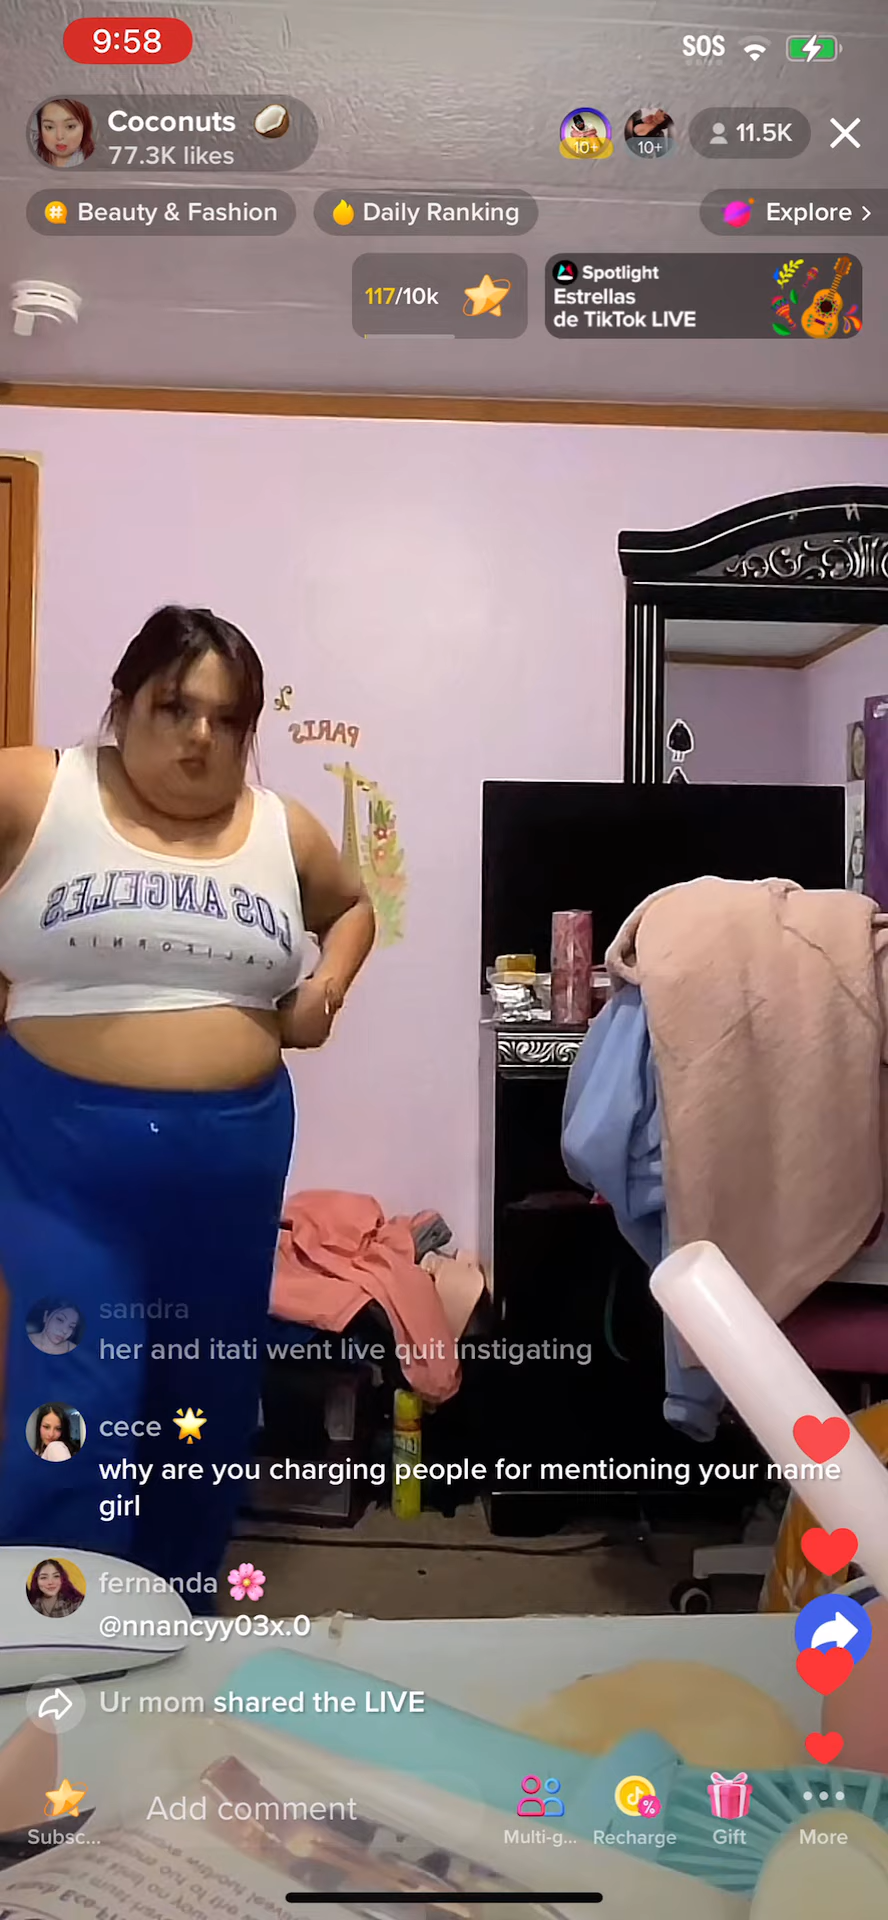 9:58
SOS
Coconuts 🥥
77.3K likes
10+
10+
11.5K
Beauty & Fashion
Daily Ranking
Explore >
117/10k
Spotlight
Estrellas
de TikTok LIVE
PARIS
LOS ANGELES
CALIFORNIA
sandra
her and itati went live quit instigating
cece 🌟
why are you charging people for mentioning your name
girl
fernanda 🌸
@nnancyy03x.0
Ur mom shared the LIVE
Add comment
Subsc...
Multi-g...
Recharge
Gift
More